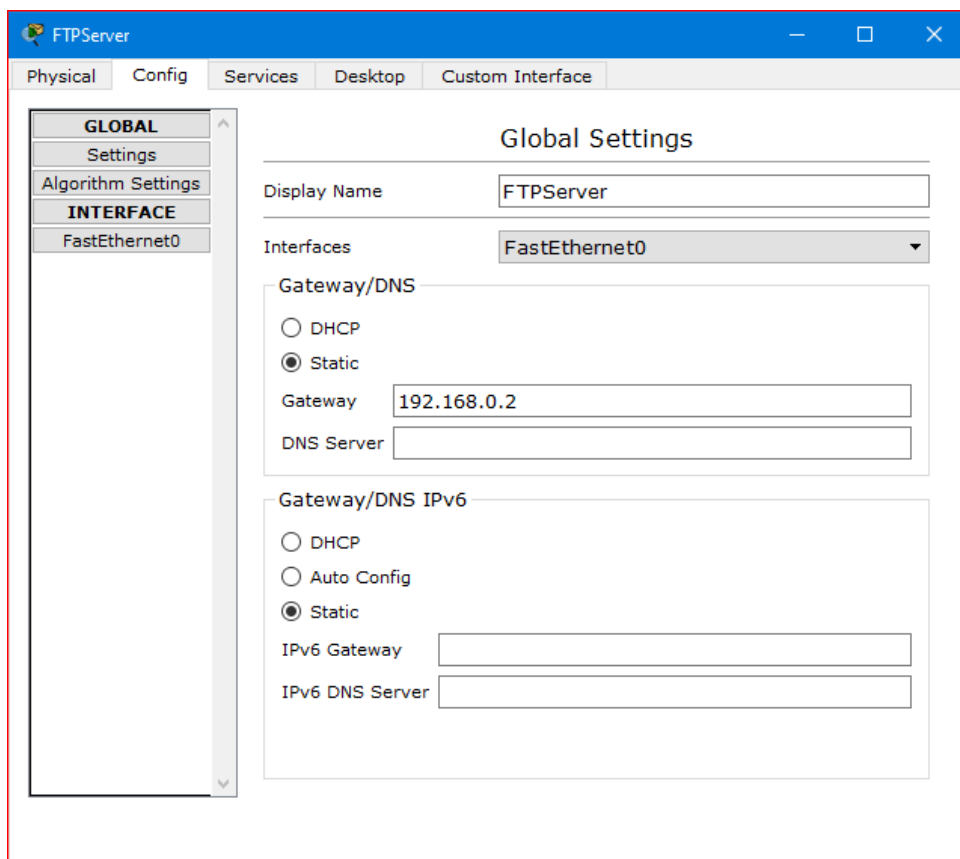 FTPServer
Physical Config Services Desktop Custom Interface
GLOBAL
Settings
Algorithm Settings
INTERFACE
FastEthernet0
Global Settings
Display Name FTPServer
Interfaces FastEthernet0
Gateway/DNS
DHCP
Static
Gateway 192.168.0.2
DNS Server
Gateway/DNS IPv6
DHCP
Auto Config
Static
IPv6 Gateway
IPv6 DNS Server